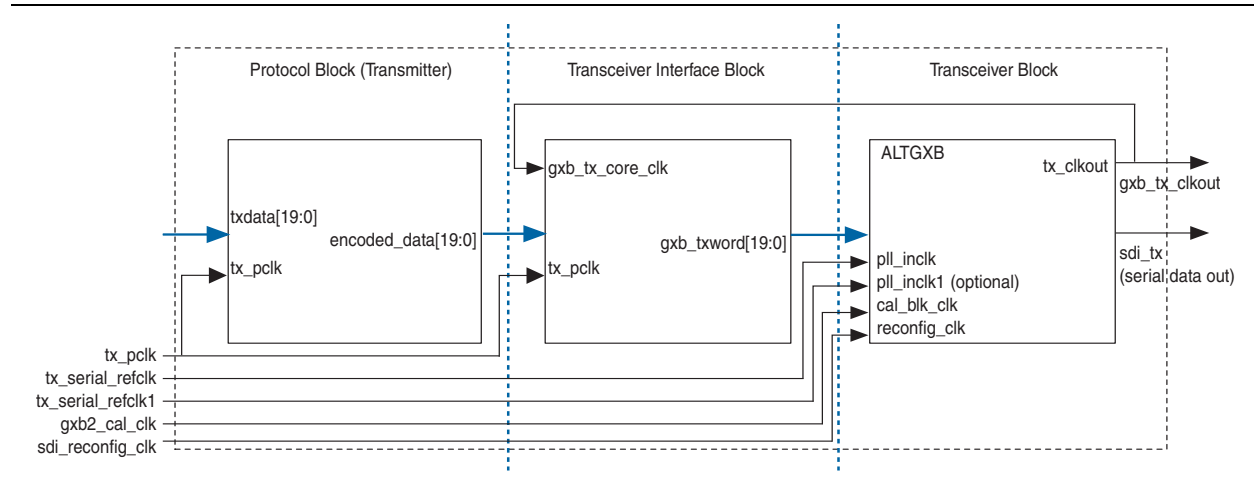 Protocol Block (Transmitter)
Transceiver Interface Block
Transceiver Block
txdata[19:0]
encoded_data[19:0]
tx_pclk
gxb_tx_core_clk
gxb_txword[19:0]
tx_pclk
ALTGXB
tx_clkout
pll_inclk
pll_inclk1 (optional)
cal_blk_clk
reconfig_clk
gxb_tx_clkout
sdi_tx
(serial data out)
tx_pclk
tx_serial_refclk
tx_serial_refclk1
gxb2_cal_clk
sdi_reconfig_clk